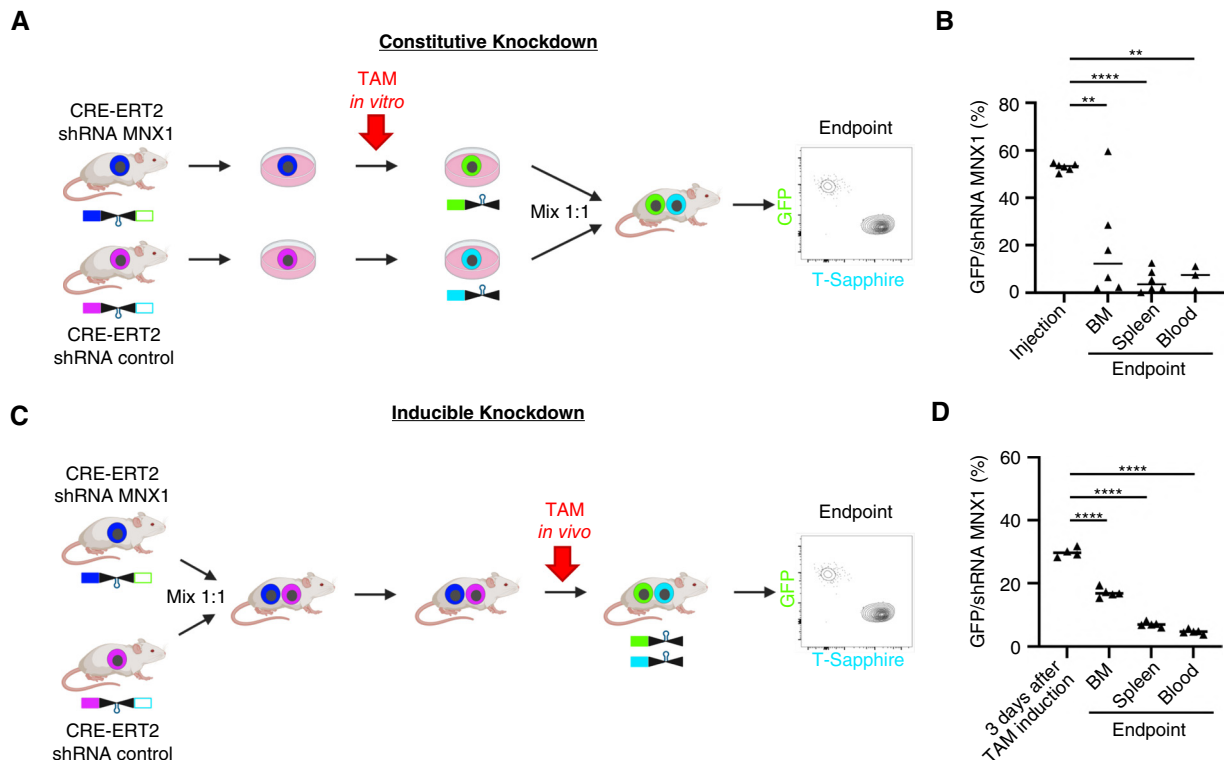 A
Constitutive Knockdown
CRE-ERT2
shRNA MNX1
TAM
in vitro
Mix 1:1
Endpoint
GFP
T-Sapphire
CRE-ERT2
shRNA control
B
**
****
**
GFP/shRNA MNX1 (%)
80
60
40
20
0
Injection
BM
Spleen
Blood
Endpoint
C
Inducible Knockdown
CRE-ERT2
shRNA MNX1
Mix 1:1
TAM
in vivo
Endpoint
GFP
T-Sapphire
CRE-ERT2
shRNA control
D
****
****
****
GFP/shRNA MNX1 (%)
60
40
20
0
3 days after
TAM induction
BM
Spleen
Blood
Endpoint